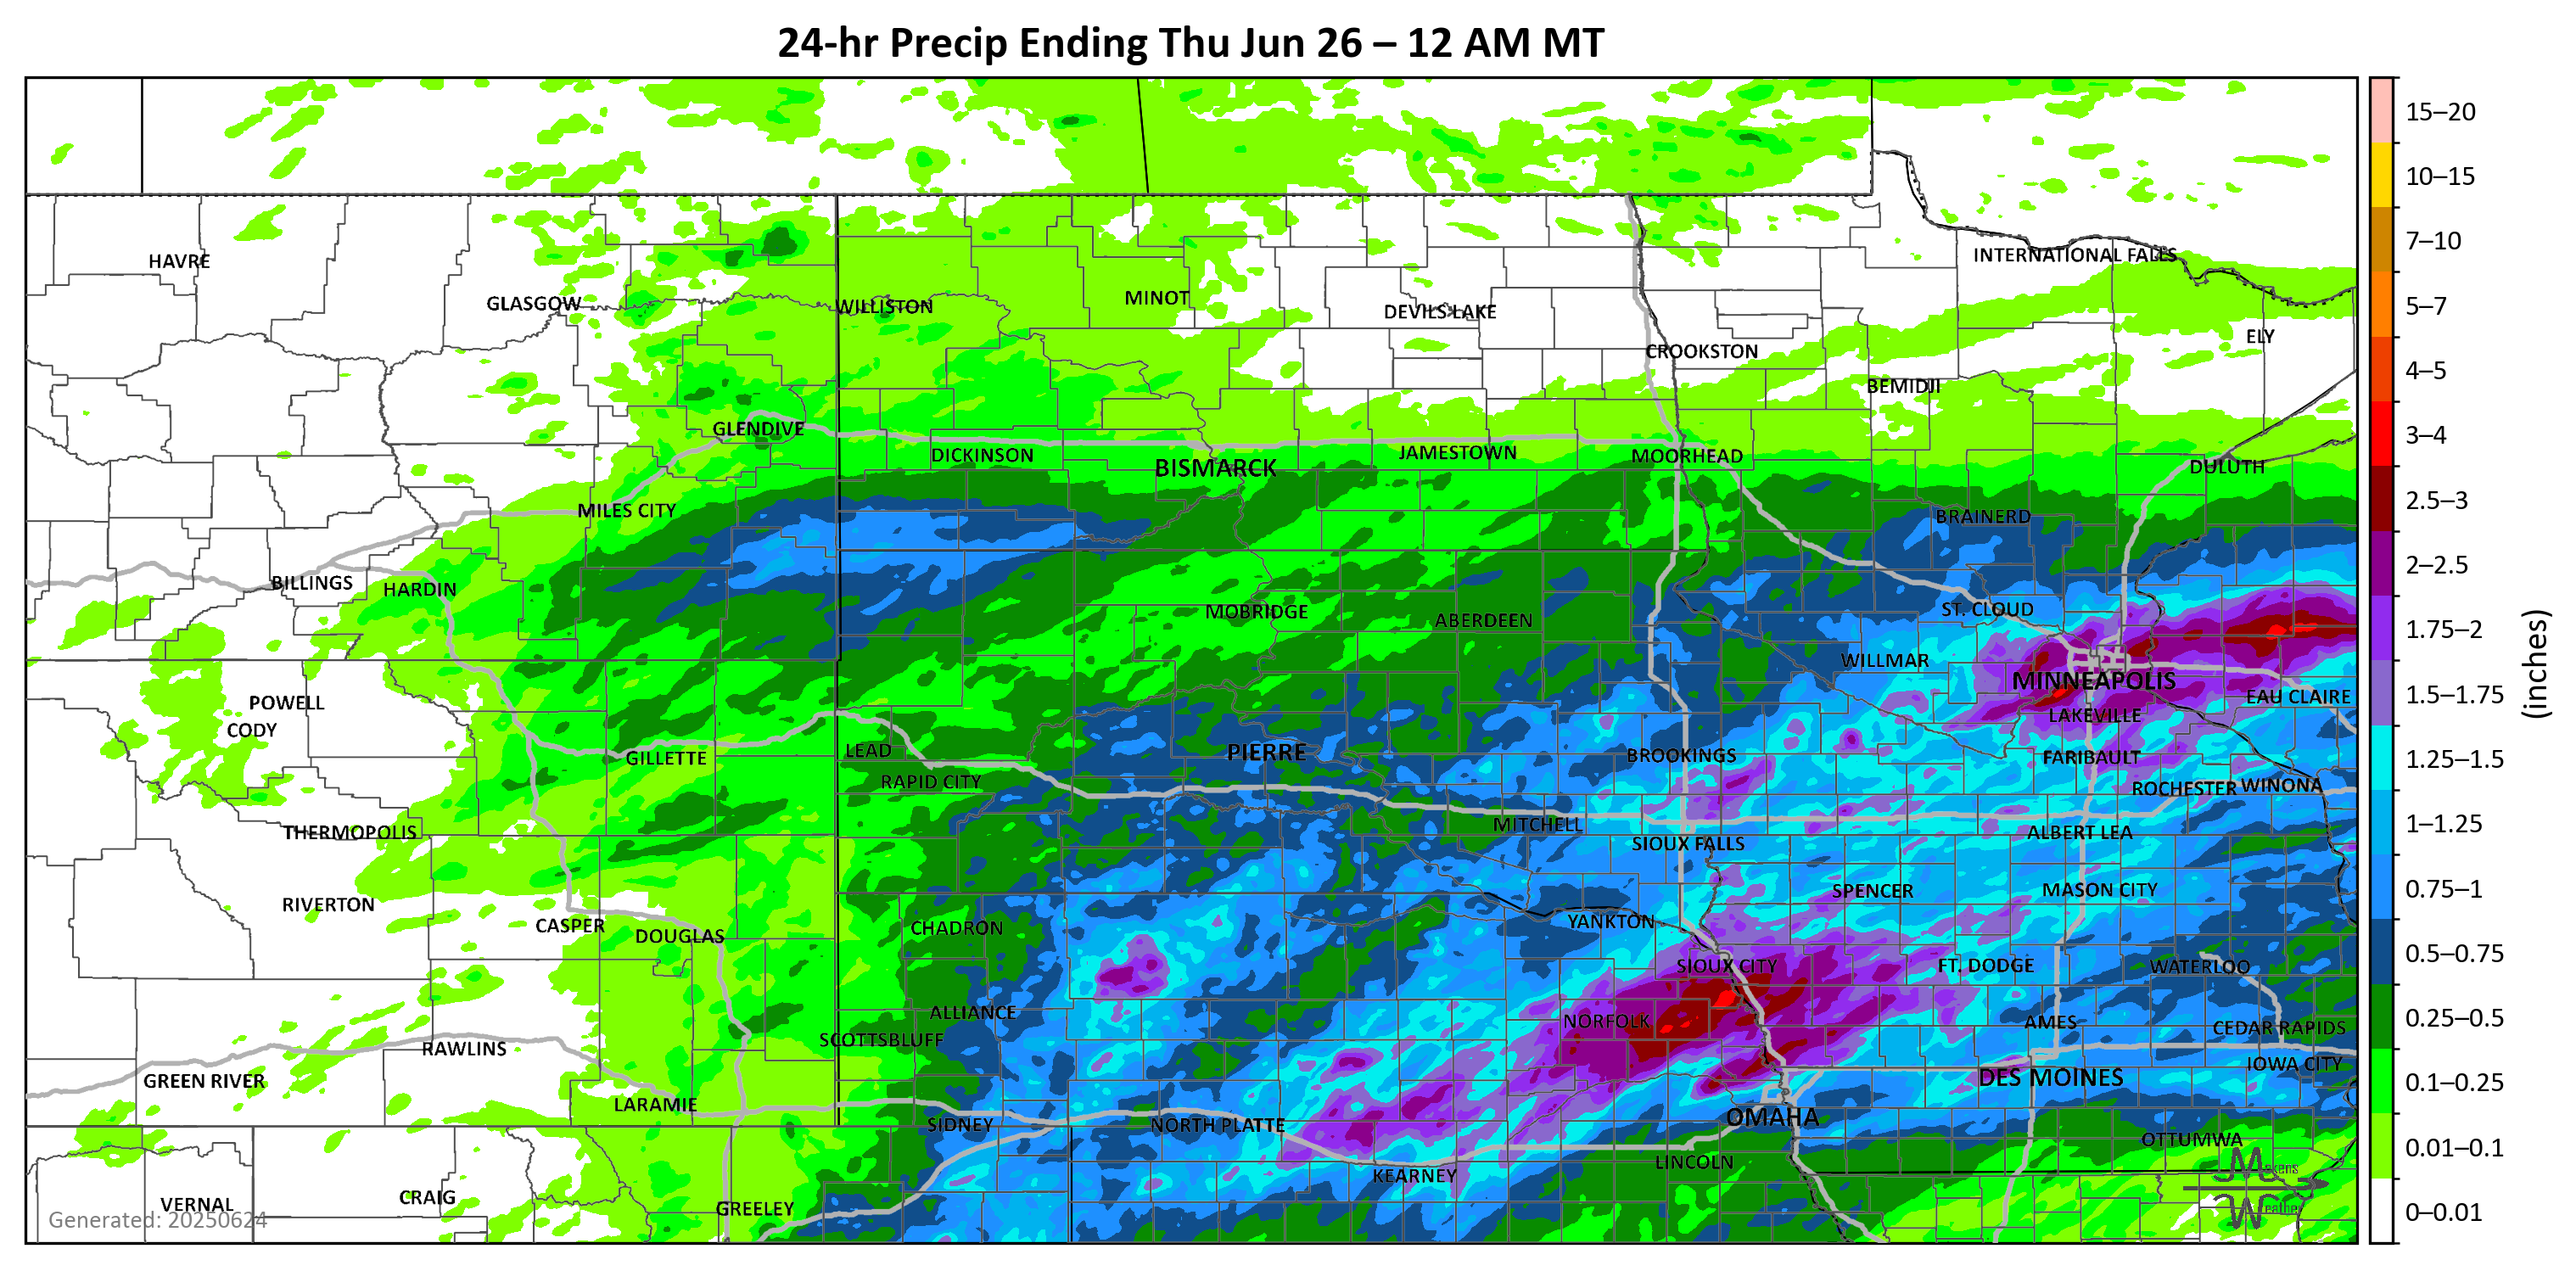 24-hr Precip Ending Thu Jun 26 – 12 AM MT
15–20
10–15
7–10
5–7
4–5
3–4
2.5–3
2–2.5
1.75–2
1.5–1.75
1.25–1.5
1–1.25
0.75–1
0.5–0.75
0.25–0.5
0.1–0.25
0.01–0.1
0–0.01
(inches)
HAVRE
INTERNATIONAL FALLS
GLASGOW
WILLISTON
MINOT
DEVILS LAKE
ELY
CROOKSTON
BEMIDJI
GLENDIVE
DICKINSON
BISMARCK
JAMESTOWN
MOORHEAD
DULUTH
MILES CITY
BRAINERD
BILLINGS
HARDIN
MOBRIDGE
ABERDEEN
ST. CLOUD
WILLMAR
MINNEAPOLIS
POWELL
EAU CLAIRE
CODY
LAKEVILLE
GILLETTE
LEAD
PIERRE
BROOKINGS
FARIBAULT
RAPID CITY
ROCHESTER
WINONA
THERMOPOLIS
MITCHELL
ALBERT LEA
SIOUX FALLS
RIVERTON
SPENCER
MASON CITY
CASPER
DOUGLAS
CHADRON
YANKTON
SIOUX CITY
FT. DODGE
WATERLOO
ALLIANCE
NORFOLK
AMES
CEDAR RAPIDS
SCOTTSBLUFF
RAWLINS
IOWA CITY
GREEN RIVER
DES MOINES
LARAMIE
SIDNEY
NORTH PLATTE
OMAHA
OTTUMWA
LINCOLN
KEARNEY
VERNAL
CRAIG
GREELEY
Generated: 20250624
Makens
Weather